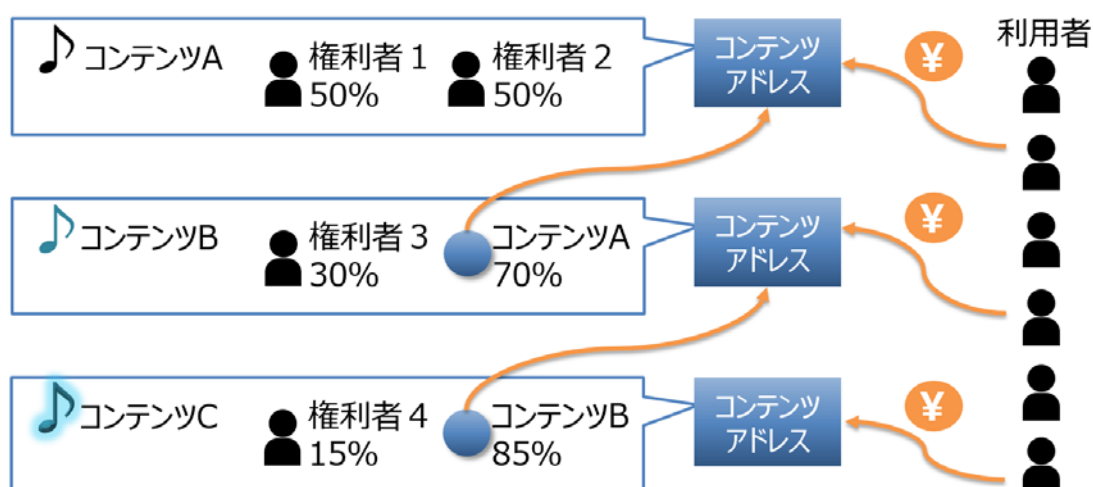 利用者
コンテンツA
権利者1
50%
権利者2
50%
コンテンツ
アドレス
¥
コンテンツB
権利者3
30%
コンテンツA
70%
コンテンツ
アドレス
¥
コンテンツC
権利者4
15%
コンテンツB
85%
コンテンツ
アドレス
¥